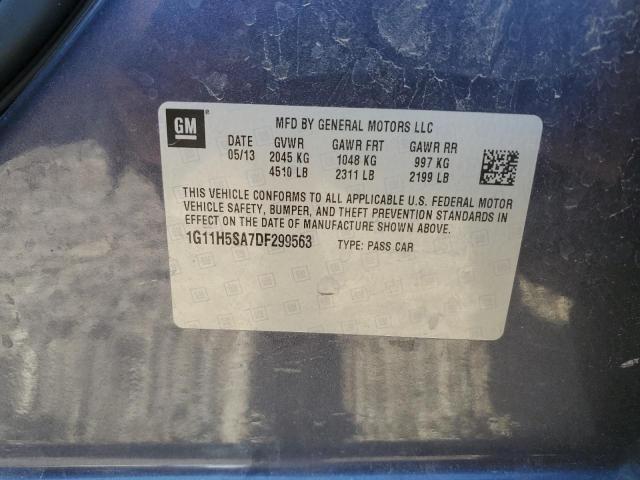 GM ® MFD BY GENERAL MOTORS LLC
DATE GVWR GAWR FRT GAWR RR
05/13 2045 KG 1048 KG 997 KG
4510 LB 2311 LB 2199 LB
THIS VEHICLE CONFORMS TO ALL APPLICABLE U.S. FEDERAL MOTOR
VEHICLE SAFETY, BUMPER, AND THEFT PREVENTION STANDARDS IN
EFFECT ON THE DATE OF MANUFACTURE SHOWN ABOVE.
1G11H5SA7DF299563 TYPE: PASS CAR